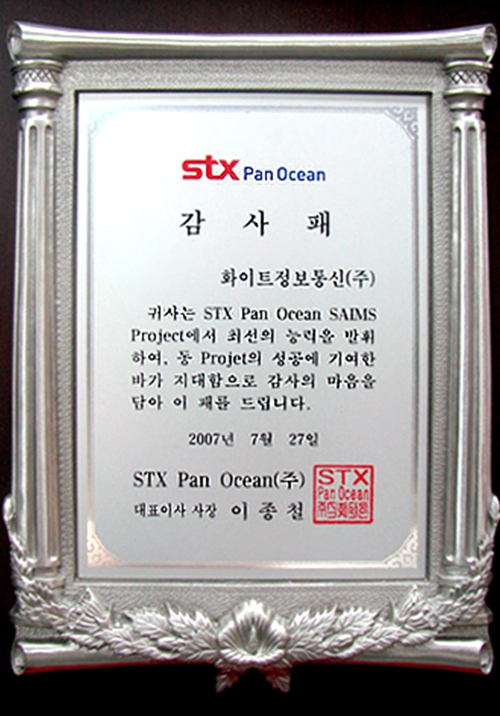 stx Pan Ocean
감 사 패
화이트정보통신(주)
귀사는 STX Pan Ocean SAIMS
Project에서 최선의 능력을 발휘
하여, 동 Projet의 성공에 기여한
바가 지대함으로 감사의 마음을
담아 이 패를 드립니다.
2007년 7월 27일
STX Pan Ocean(주)
대표이사 사장 이 종 철
STX
Pan Ocean